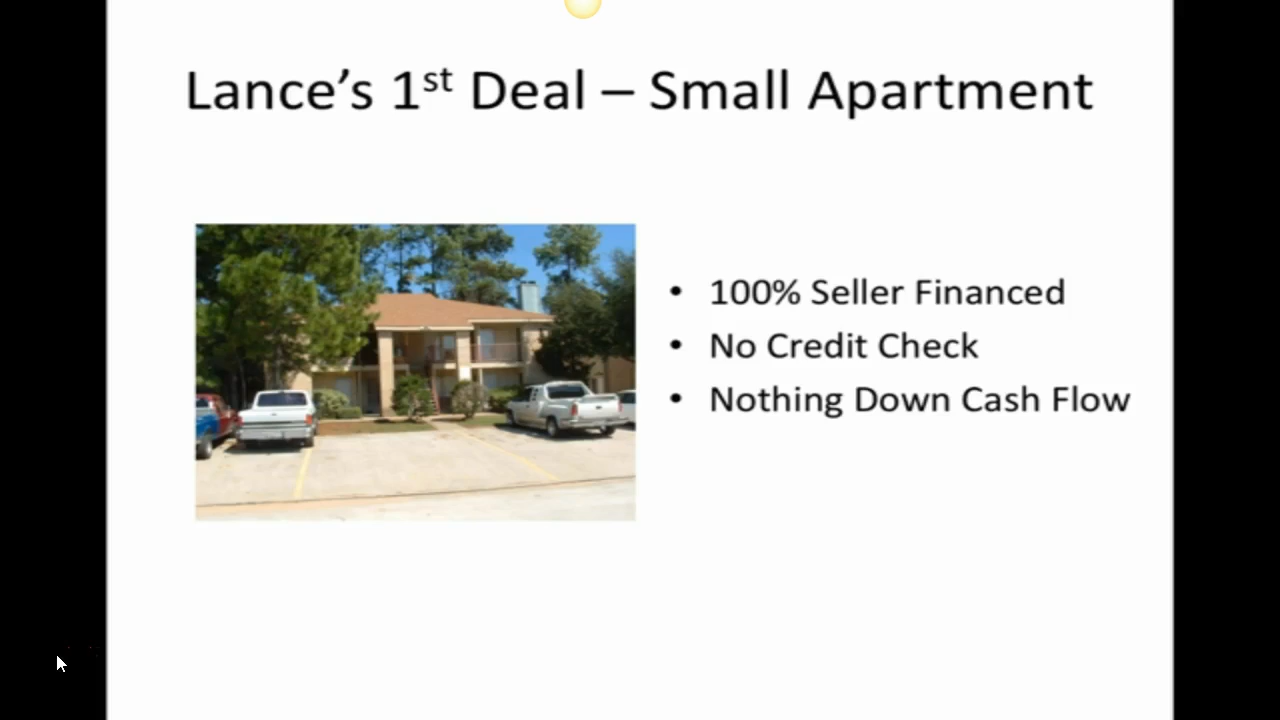 Lance’s 1st Deal – Small Apartment
• 100% Seller Financed
• No Credit Check
• Nothing Down Cash Flow